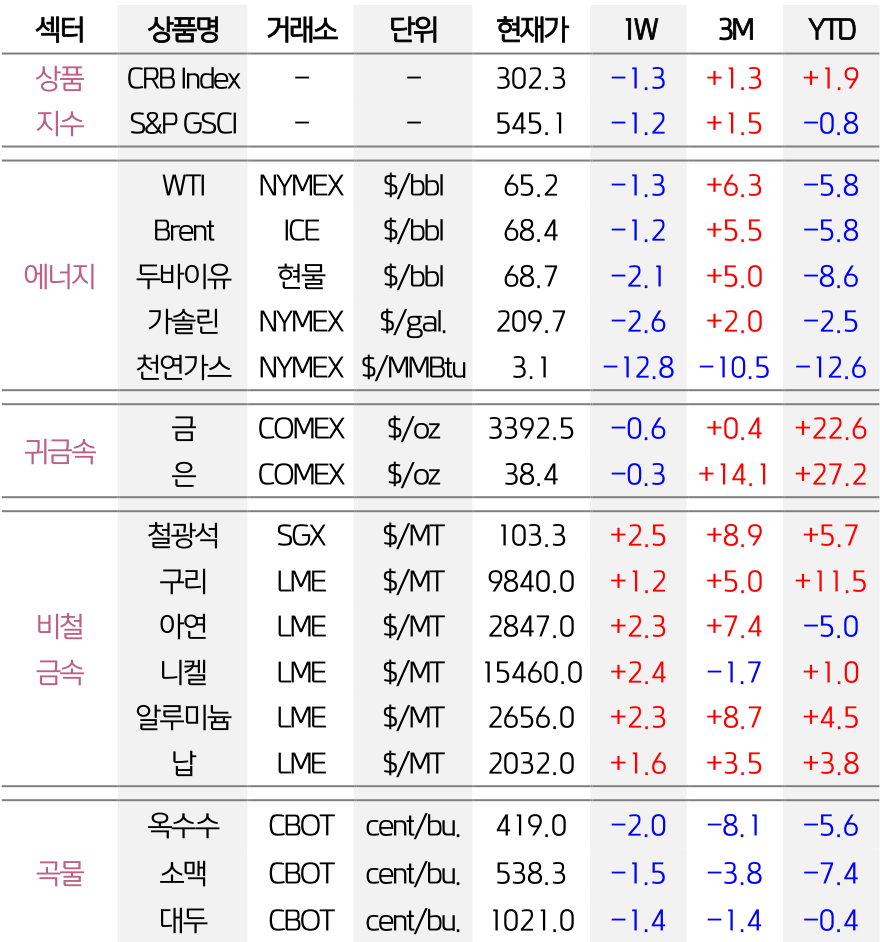 섹터 상품명 거래소 단위 현재가 1W 3M YTD
상품 CRB Index - - 302.3 -1.3 +1.3 +1.9
지수 S&P GSCI - - 545.1 -1.2 +1.5 -0.8
WTI NYMEX $/bbl 65.2 -1.3 +6.3 -5.8
Brent ICE $/bbl 68.4 -1.2 +5.5 -5.8
에너지 두바이유 현물 $/bbl 68.7 -2.1 +5.0 -8.6
가솔린 NYMEX $/gal. 209.7 -2.6 +2.0 -2.5
천연가스 NYMEX $/MMBtu 3.1 -12.8 -10.5 -12.6
귀금속
금 COMEX $/oz 3392.5 -0.6 +0.4 +22.6
은 COMEX $/oz 38.4 -0.3 +14.1 +27.2
철광석 SGX $/MT 103.3 +2.5 +8.9 +5.7
구리 LME $/MT 9840.0 +1.2 +5.0 +11.5
비철 아연 LME $/MT 2847.0 +2.3 +7.4 -5.0
금속 니켈 LME $/MT 15460.0 +2.4 -1.7 +1.0
알루미늄 LME $/MT 2656.0 +2.3 +8.7 +4.5
납 LME $/MT 2032.0 +1.6 +3.5 +3.8
옥수수 CBOT cent/bu. 419.0 -2.0 -8.1 -5.6
곡물 소맥 CBOT cent/bu. 538.3 -1.5 -3.8 -7.4
대두 CBOT cent/bu. 1021.0 -1.4 -1.4 -0.4